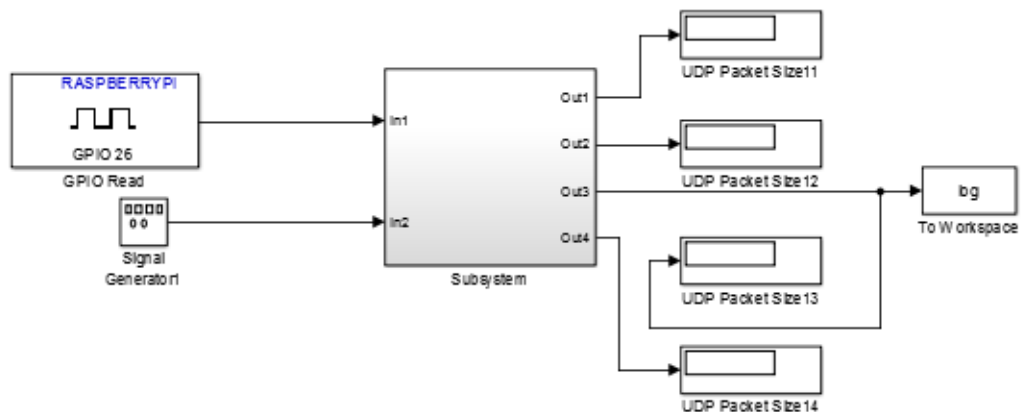 RASPBERRYPI
GPIO 26
GPIO Read
Signal
Generator1
In1
In2
Out1
Out2
Out3
Out4
Subsystem
UDP Packet Size11
UDP Packet Size12
UDP Packet Size13
UDP Packet Size14
bg
To Workspace